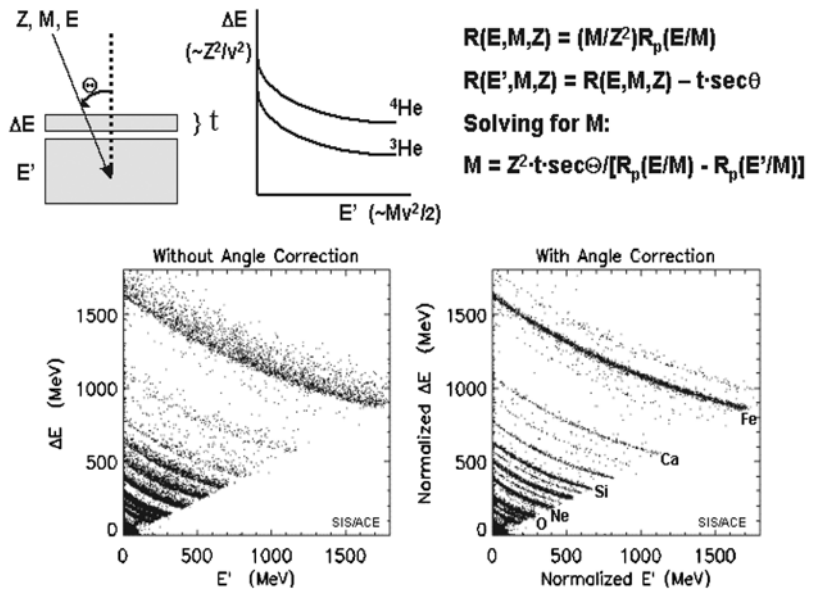 Z, M, E
Θ
ΔE
} t
E'
ΔE
(~Z²/v²)
⁴He
³He
E' (~Mv²/2)
R(E,M,Z) = (M/Z²)Rₚ(E/M)
R(E',M,Z) = R(E,M,Z) – t·secθ
Solving for M:
M = Z²·t·secΘ/[Rₚ(E/M) - Rₚ(E'/M)]
Without Angle Correction
ΔE (MeV)
1500
1000
500
0
0 500 1000 1500
E' (MeV)
SIS/ACE
With Angle Correction
Normalized ΔE (MeV)
1500
1000
500
0
Fe
Ca
Si
Ne
O
SIS/ACE
0 500 1000 1500
Normalized E' (MeV)